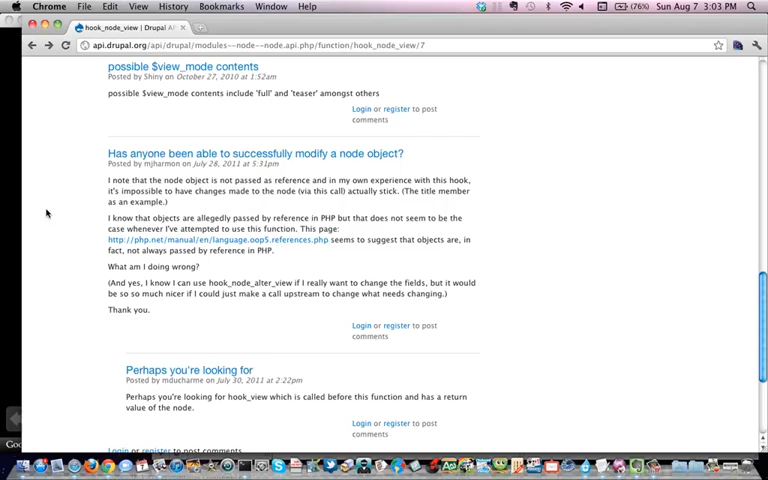 Chrome File Edit View History Bookmarks Window Help (76%) Sun Aug 7 3:03 PM
hook_node_view | Drupal AP
api.drupal.org/api/drupal/modules--node--node.api.php/function/hook_node_view/7
possible $view_mode contents
Posted by Shiny on October 27, 2010 at 1:52am
possible $view_mode contents include 'full' and 'teaser' amongst others
Login or register to post
comments
Has anyone been able to successfully modify a node object?
Posted by mjharmon on July 28, 2011 at 5:31pm
I note that the node object is not passed as reference and in my own experience with this hook,
it's impossible to have changes made to the node (via this call) actually stick. (The title member
as an example.)
I know that objects are allegedly passed by reference in PHP but that does not seem to be the
case whenever I've attempted to use this function. This page:
http://php.net/manual/en/language.oop5.references.php seems to suggest that objects are, in
fact, not always passed by reference in PHP.
What am I doing wrong?
(And yes, I know I can use hook_node_alter_view if I really want to change the fields, but it would
be so so much nicer if I could just make a call upstream to change what needs changing.)
Thank you.
Login or register to post
comments
Perhaps you're looking for
Posted by mducharme on July 30, 2011 at 2:22pm
Perhaps you're looking for hook_view which is called before this function and has a return
value of the node.
Login or register to post
comments
Login or register to post comments
Goo